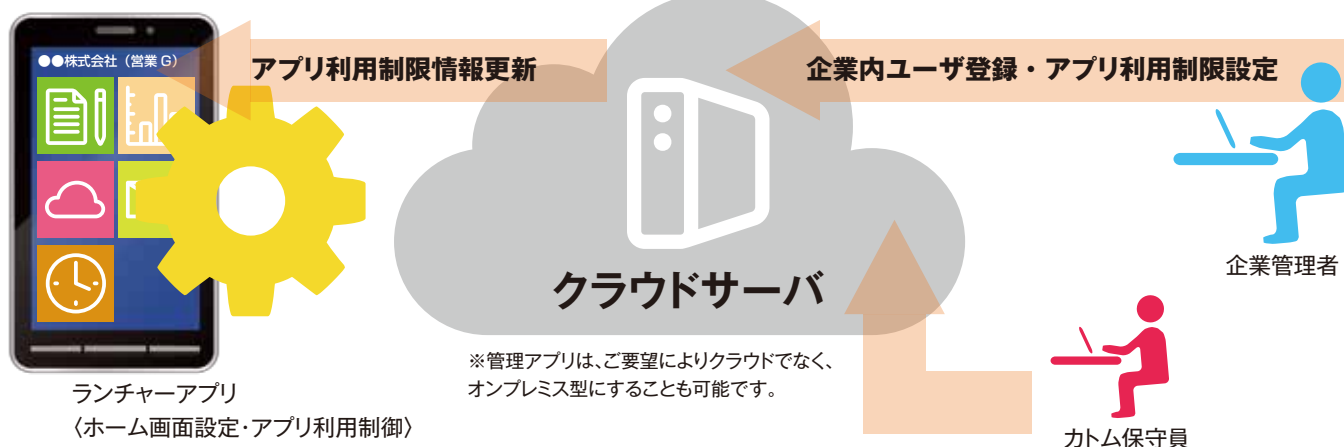 ●●株式会社（営業G）
アプリ利用制限情報更新
企業内ユーザ登録・アプリ利用制限設定
クラウドサーバ
企業管理者
※管理アプリは、ご要望によりクラウドでなく、
オンプレミス型にすることも可能です。
ランチャーアプリ
〈ホーム画面設定・アプリ利用制御〉
カトム保守員